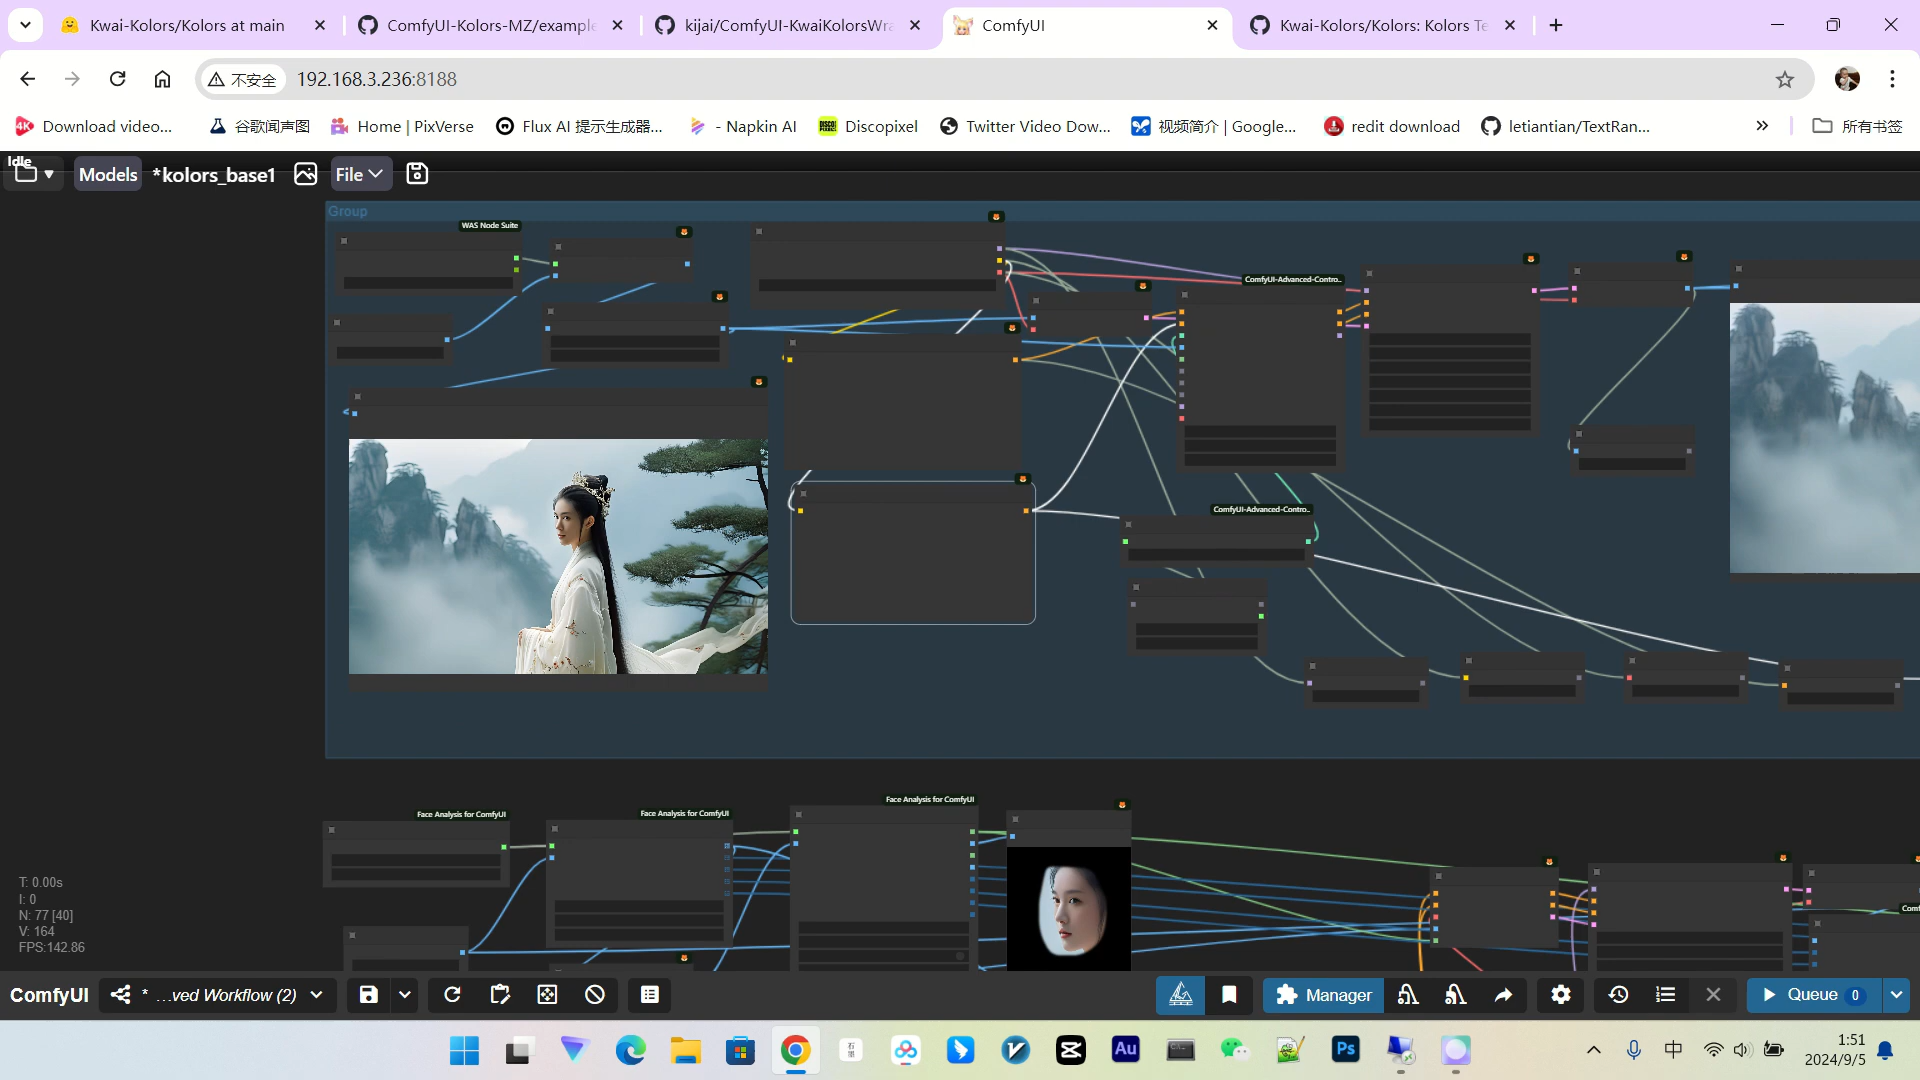 Kwai-Kolors/Kolors at main
ComfyUI-Kolors-MZ/example
kijai/ComfyUI-KwaiKolorsWra
ComfyUI
Kwai-Kolors/Kolors: Kolors Te
不安全
192.168.3.236:8188
Download video...
谷歌闻声图
Home | PixVerse
Flux AI 提示生成器...
- Napkin AI
Discopixel
Twitter Video Dow...
视频简介 | Google...
redit download
letiantian/TextRan...
所有书签
Idle
Models
*kolors_base1
File
Group
WAS Node Suite
ComfyUI-Advanced-Contro..
ComfyUI-Advanced-Contro..
Face Analysis for ComfyUI
Face Analysis for ComfyUI
Face Analysis for ComfyUI
Comf
T: 0.00s
I: 0
N: 77 [40]
V: 164
FPS:142.86
ComfyUI
* ...ved Workflow (2)
Manager
Queue 0
Au
Ps
中
1:51
2024/9/5